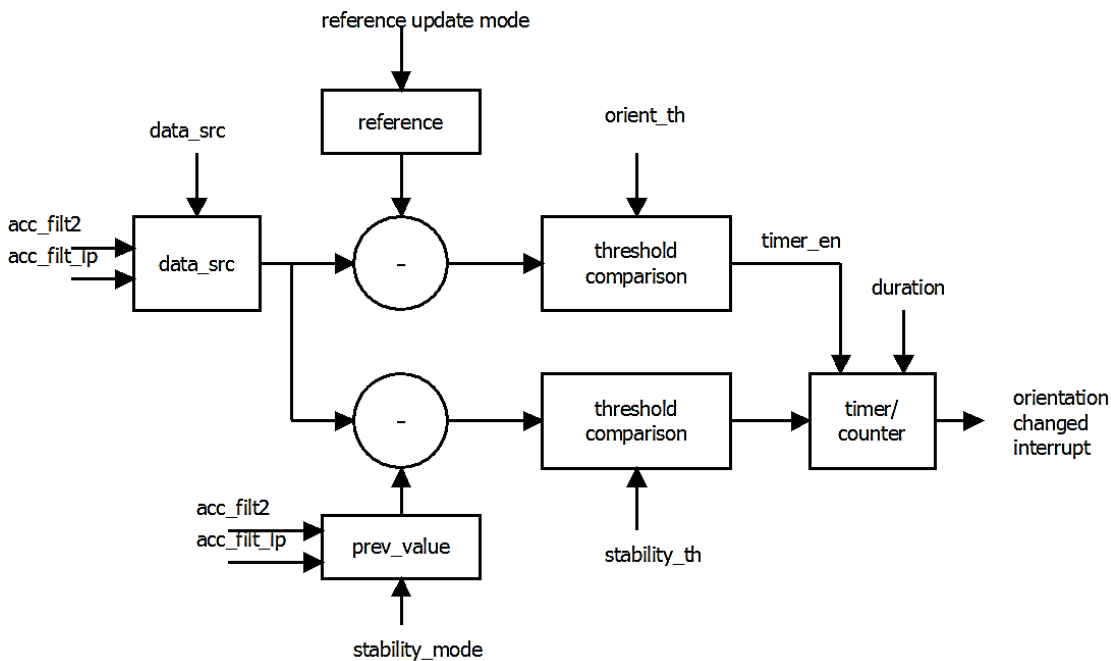 reference update mode
reference
data_src
orient_th
acc_filt2
acc_filt_lp
data_src
-
threshold
comparison
timer_en
duration
-
threshold
comparison
timer/
counter
orientation
changed
interrupt
acc_filt2
acc_filt_lp
prev_value
stability_th
stability_mode